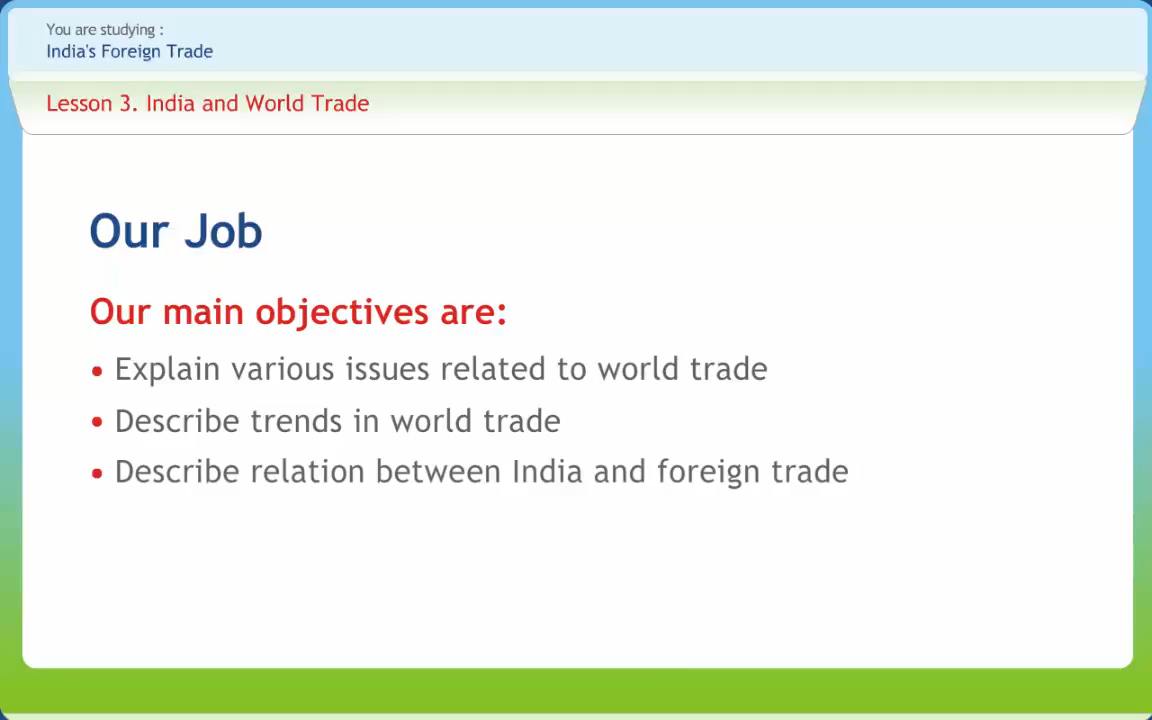 You are studying :
India's Foreign Trade
Lesson 3. India and World Trade
Our Job
Our main objectives are:
• Explain various issues related to world trade
• Describe trends in world trade
• Describe relation between India and foreign trade